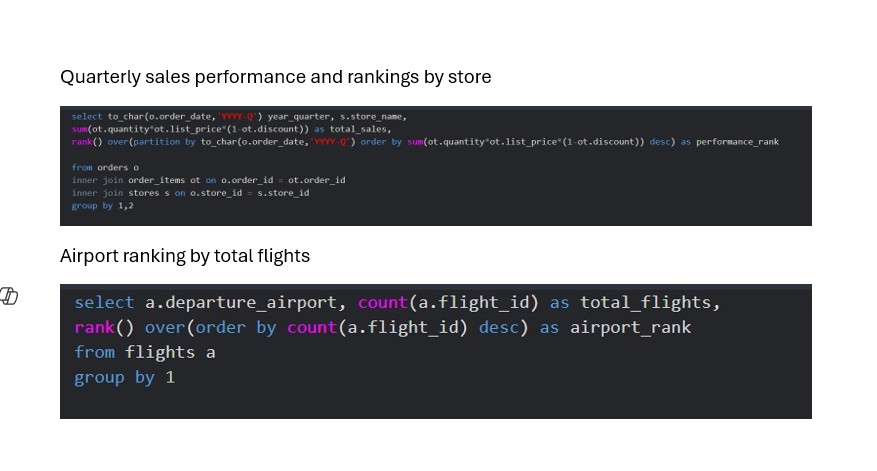 Quarterly sales performance and rankings by store
select to_char(o.order_date,'YYYY-Q') year_quarter, s.store_name,
sum(ot.quantity*ot.list_price*(1-ot.discount)) as total_sales,
rank() over(partition by to_char(o.order_date,'YYYY-Q') order by sum(ot.quantity*ot.list_price*(1-ot.discount)) desc) as performance_rank
from orders o
inner join order_items ot on o.order_id = ot.order_id
inner join stores s on o.store_id = s.store_id
group by 1,2
Airport ranking by total flights
select a.departure_airport, count(a.flight_id) as total_flights,
rank() over(order by count(a.flight_id) desc) as airport_rank
from flights a
group by 1